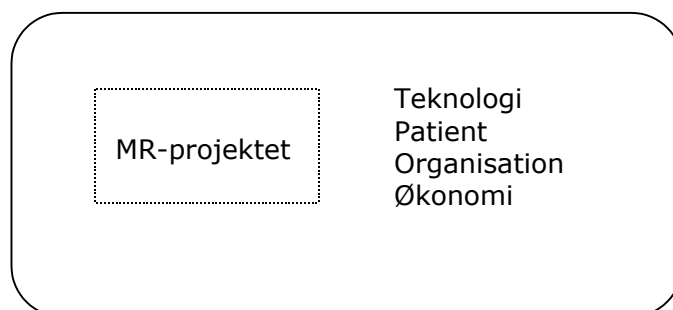 MR-projektet
Teknologi
Patient
Organisation
Økonomi